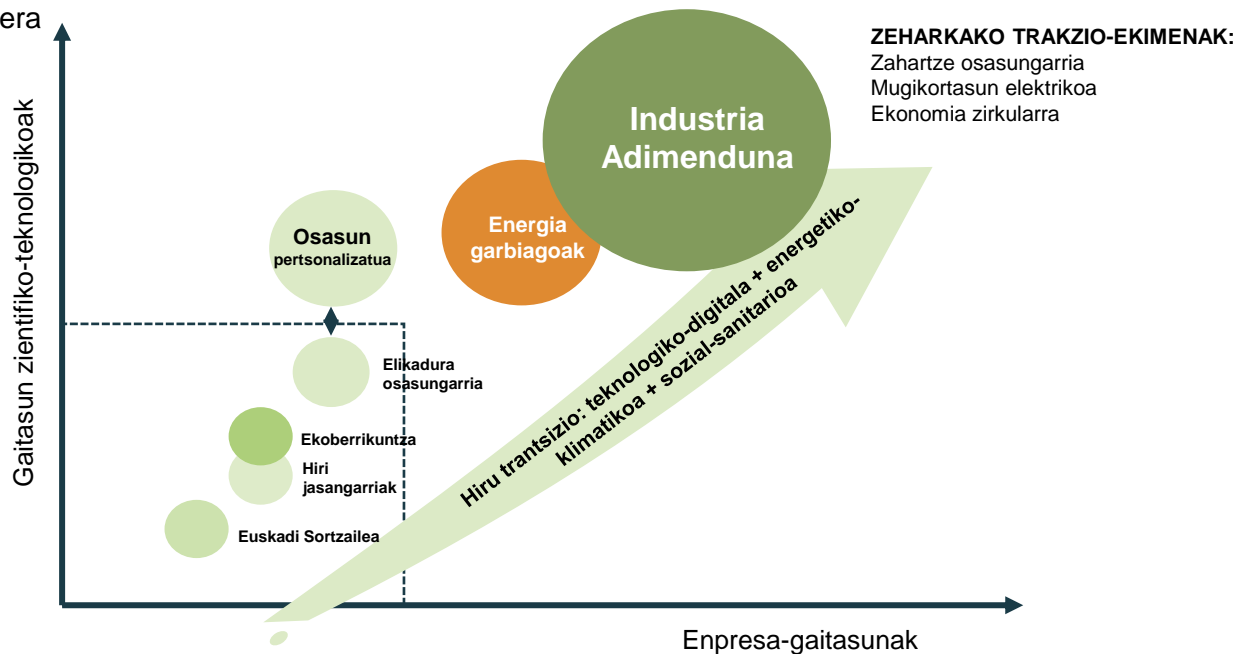 era
ZEHARKAKO TRAKZIO-EKIMENAK:
Zahartze osasungarria
Mugikortasun elektrikoa
Ekonomia zirkularra
Gaitasun zientifiko-teknologikoak
Industria
Adimenduna
Energia
garbiagoak
Osasun
pertsonalizatua
Elikadura
osasungarria
Ekoberrikuntza
Hiri
jasangarriak
Euskadi Sortzailea
Hiru trantsizio: teknologiko-digitala + energetiko-
klimatikoa + sozial-sanitarioa
Enpresa-gaitasunak